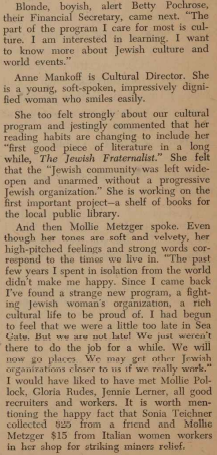 Blonde, boyish, alert Betty Pochrose,
their Financial Secretary, came next. "The
part of the program I care for most is cul-
ture. I am interested in learning. I want
to know more about Jewish culture and
world events."
Anne Mankoff is Cultural Director. She
is a young, soft-spoken, impressively digni-
fied woman who smiles easily.
She too felt strongly about our cultural
program and jestingly commented that her
reading habits are changing to include her
"first good piece of literature in a long
while, The Jewish Fraternalist." She felt
that the "Jewish community was left wide-
open and unarmed without a progressive
Jewish organization." She is working on the
first important project—a shelf of books for
the local public library.
And then Mollie Metzger spoke. Even
though her tones are soft and velvety, her
high-pitched feelings and strong words cor-
respond to the times we live in. "The past
few years I spent in isolation from the world
didn't make me happy. Since I came back
I've found a strange new program, a fight-
ing Jewish woman's organization, a rich
cultural life to be proud of. I had begun
to feel that we were a little too late in Sea
Gate. But we are not late! We just weren't
there to do the job for a while. We will
now go places. We may get other Jewish
organizations closer to us if we really work."
I would have liked to have met Mollie Pol-
lock, Gloria Rudes, Jennie Lerner, all good
recruiters and workers. It is worth men-
tioning the happy fact that Sonia Teichner
collected $25 from a friend and Mollie
Metzger $15 from Italian women workers
in her shop for striking miners relief.